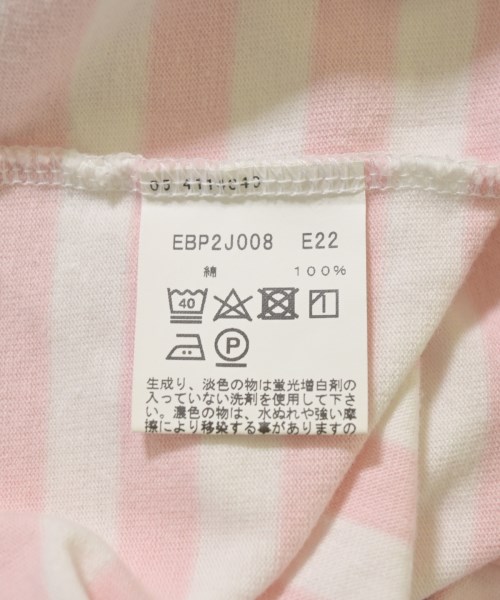 EBP2J008 E22
綿 100%
40
P
生成り、淡色の物は蛍光増白剤の
入っていない洗剤を使用して下さ
い。濃色の物は、水ぬれや強い摩
擦により移染する事がありますの